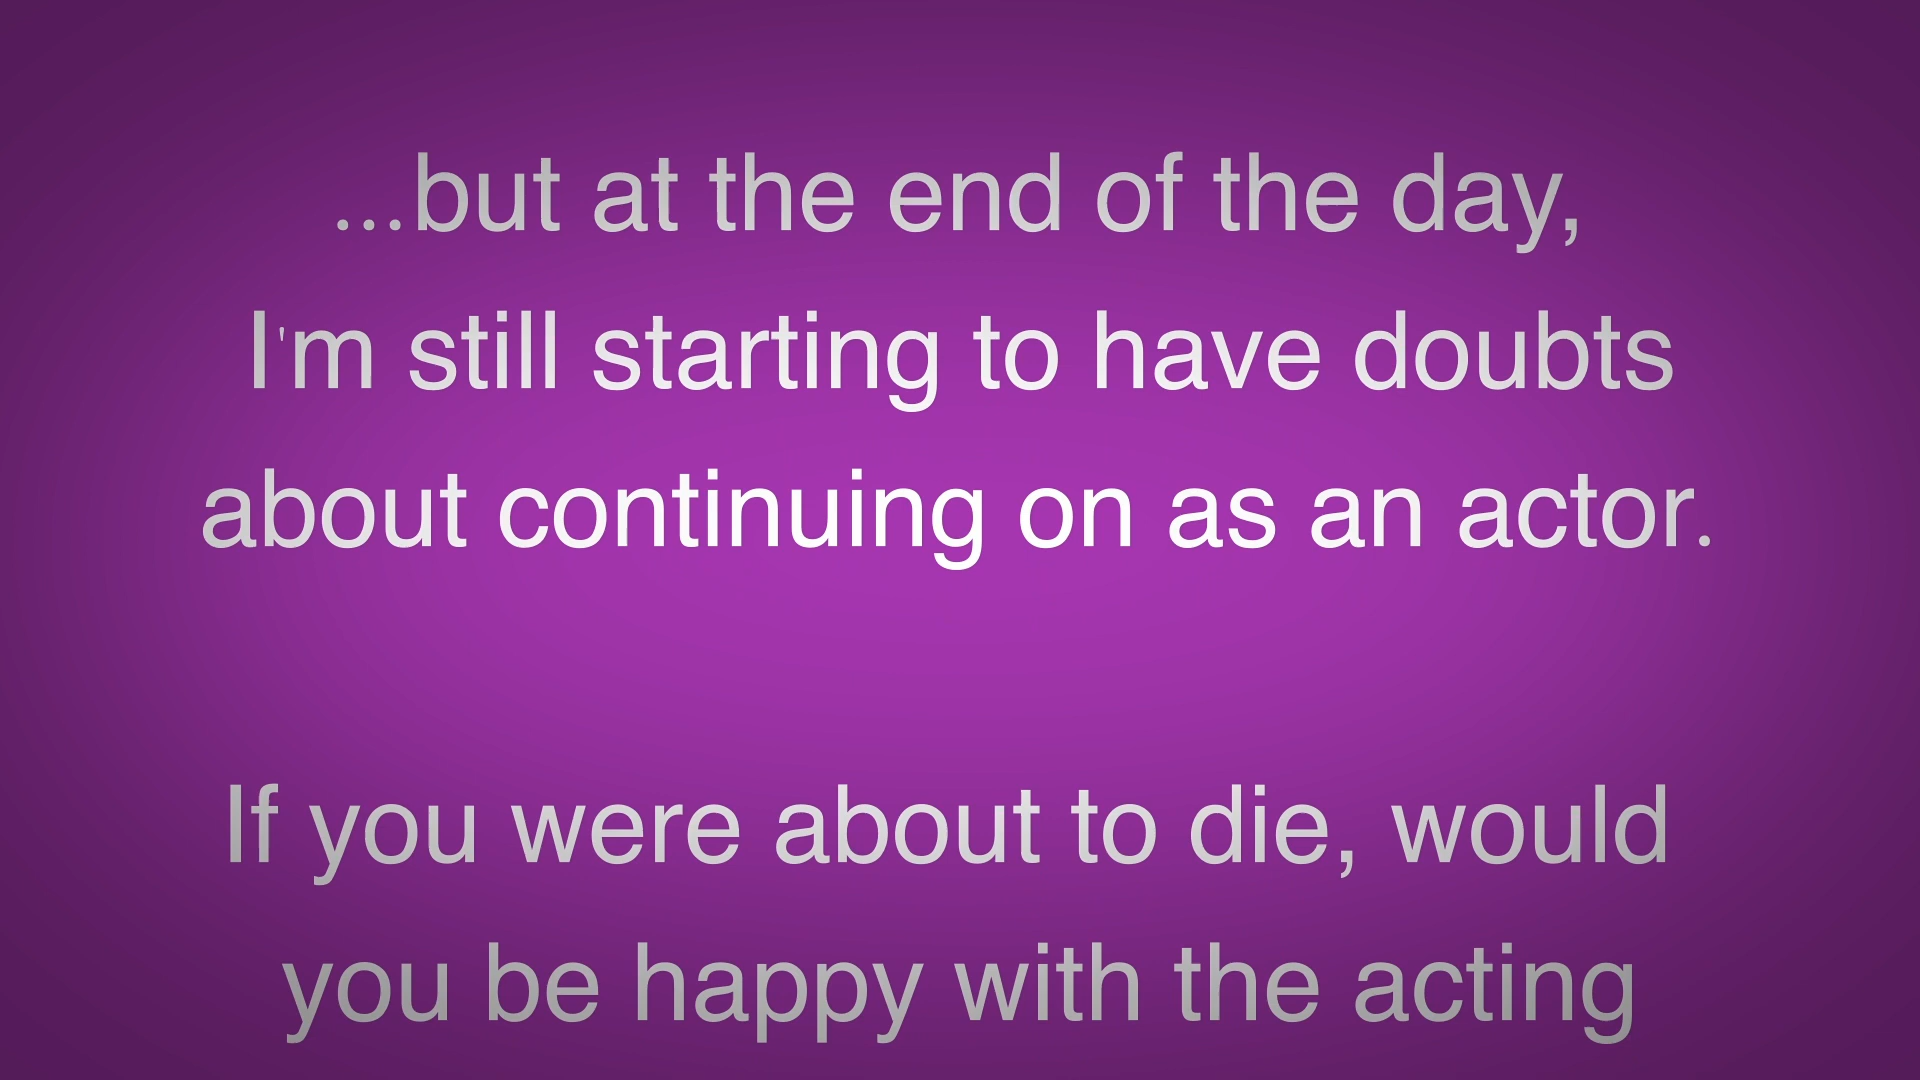 ...but at the end of the day,
I'm still starting to have doubts
about continuing on as an actor.
If you were about to die, would
you be happy with the acting